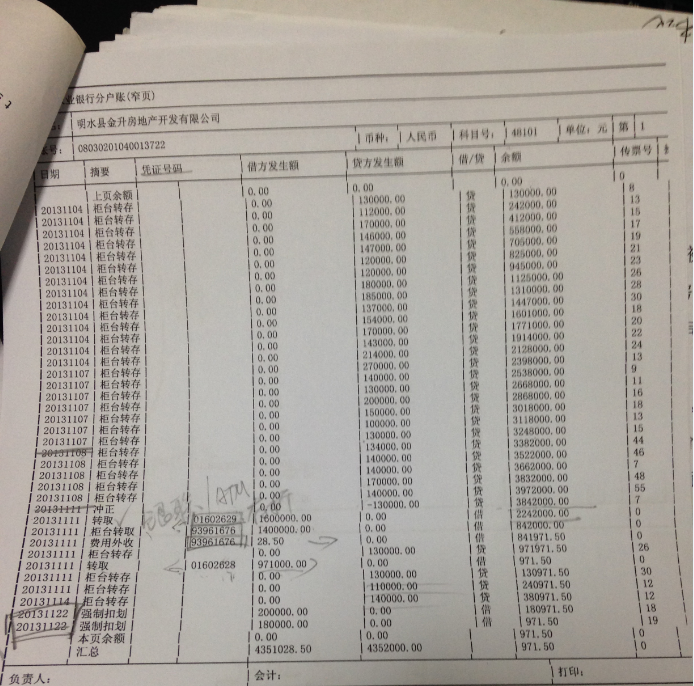 业银行分户账(窄页)
坝水县金升房地产开发有限公司
号: 08030201040013722 币种: 人民币 科目号: 48101 单位: 元 第 1
日期 摘要 凭证号码 借方发生额 贷方发生额 借/贷 余额 传票号
上页余额 0.00 0.00 0.00 0
20131104 柜台转存 0.00 130000.00 贷 130000.00 8
20131104 柜台转存 0.00 112000.00 贷 242000.00 13
20131104 柜台转存 0.00 170000.00 贷 412000.00 15
20131104 柜台转存 0.00 146000.00 贷 558000.00 17
20131104 柜台转存 0.00 147000.00 贷 705000.00 19
20131104 柜台转存 0.00 120000.00 贷 825000.00 21
20131104 柜台转存 0.00 120000.00 贷 945000.00 23
20131104 柜台转存 0.00 180000.00 贷 1125000.00 26
20131104 柜台转存 0.00 185000.00 贷 1310000.00 28
20131104 柜台转存 0.00 137000.00 贷 1447000.00 30
20131104 柜台转存 0.00 154000.00 贷 1601000.00 18
20131104 柜台转存 0.00 170000.00 贷 1771000.00 20
20131104 柜台转存 0.00 143000.00 贷 1914000.00 22
20131104 柜台转存 0.00 214000.00 贷 2128000.00 24
20131107 柜台转存 0.00 270000.00 贷 2398000.00 13
20131107 柜台转存 0.00 140000.00 贷 2538000.00 9
20131107 柜台转存 0.00 130000.00 贷 2668000.00 11
20131107 柜台转存 0.00 200000.00 贷 2868000.00 16
20131107 柜台转存 0.00 150000.00 贷 3018000.00 18
20131107 柜台转存 0.00 100000.00 贷 3118000.00 13
20131107 柜台转存 0.00 130000.00 贷 3248000.00 15
20131108 柜台转存 0.00 134000.00 贷 3382000.00 44
20131108 柜台转存 0.00 140000.00 贷 3522000.00 46
20131108 柜台转存 0.00 140000.00 贷 3662000.00 7
20131108 柜台转存 0.00 170000.00 贷 3832000.00 48
20131108 柜台转存 0.00 140000.00 贷 3972000.00 55
20131111 冲正 0.00 -130000.00 贷 3842000.00 7
20131111 转取 01602629 1600000.00 0.00 借 2242000.00
20131111 柜台转取 93961676 1400000.00 0.00 借 842000.00
20131111 费用外收 93961676 28.50 0.00 借 841971.50
20131111 柜台转存 0.00 130000.00 贷 971971.50 26
20131111 转取 01602628 971000.00 0.00 借 971.50
20131111 柜台转存 0.00 130000.00 贷 130971.50 30
20131111 柜台转存 0.00 110000.00 贷 240971.50 12
20131114 柜台转存 0.00 140000.00 贷 380971.50 12
20131122 强制扣划 200000.00 0.00 借 180971.50 18
20131122 强制扣划 180000.00 0.00 借 971.50 19
本页余额 0.00 0.00 971.50 0
汇总 4351028.50 4352000.00 971.50 0
负责人: 会计: 打印: